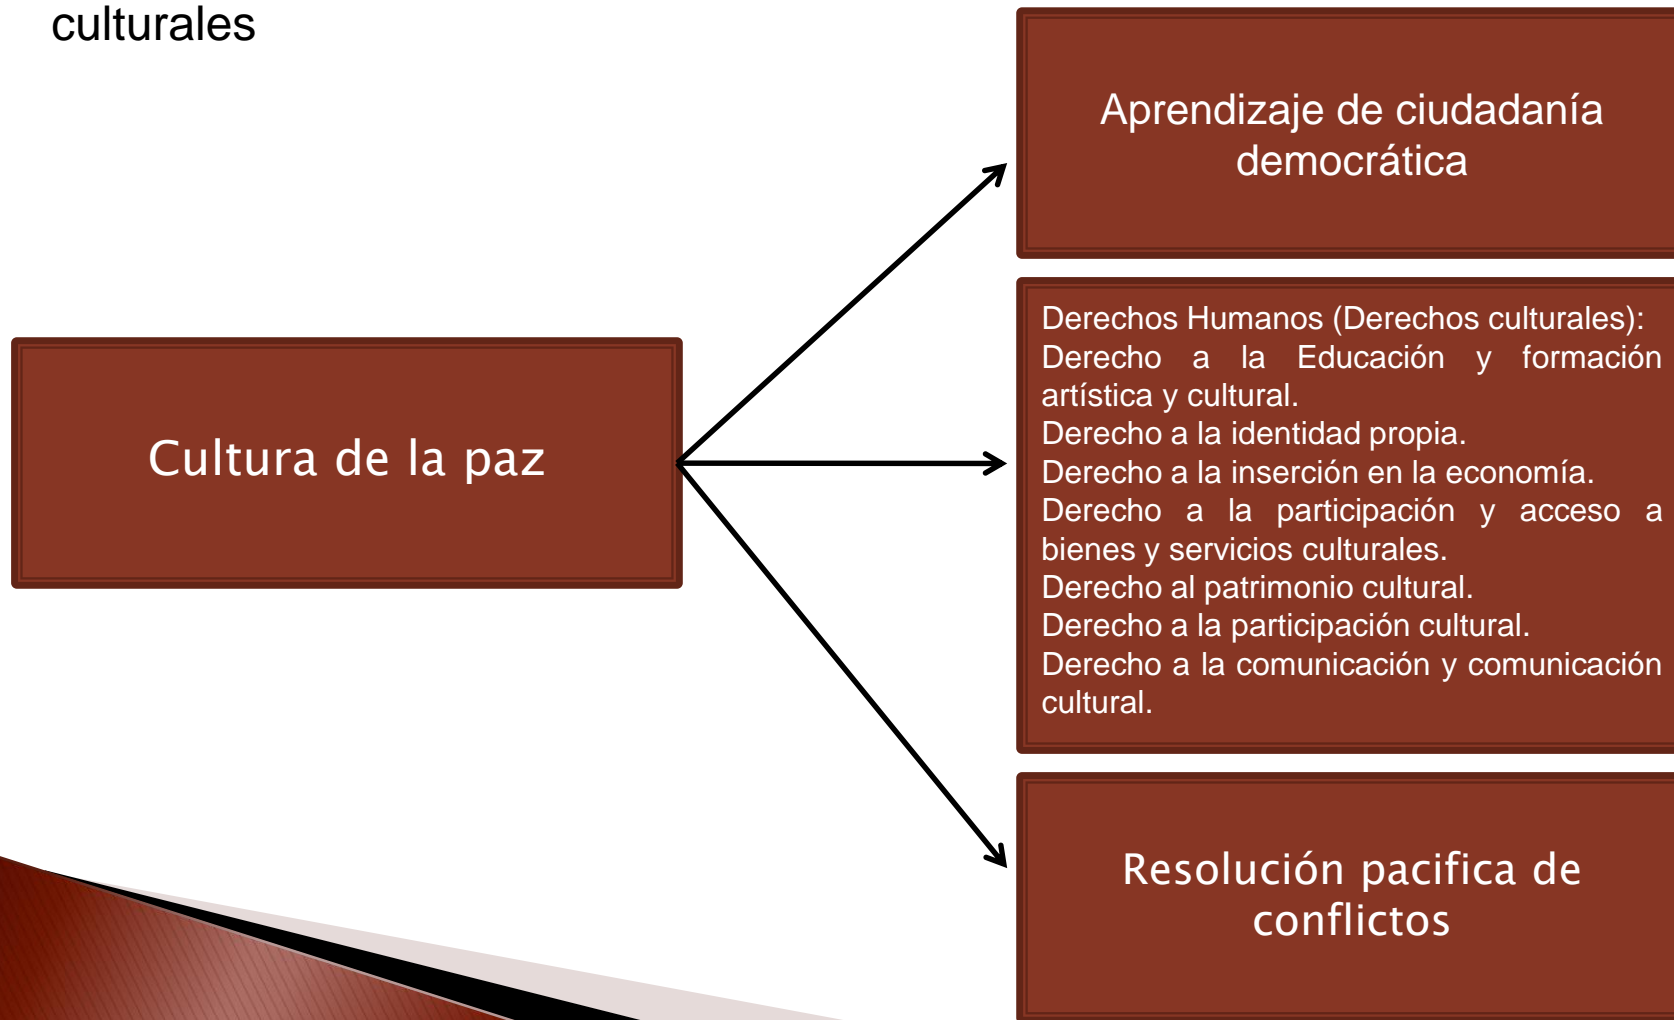 culturales
Aprendizaje de ciudadanía
democrática
Cultura de la paz
Derechos Humanos (Derechos culturales):
Derecho a la Educación y formación
artística y cultural.
Derecho a la identidad propia.
Derecho a la inserción en la economía.
Derecho a la participación y acceso a
bienes y servicios culturales.
Derecho al patrimonio cultural.
Derecho a la participación cultural.
Derecho a la comunicación y comunicación
cultural.
Resolución pacifica de
conflictos